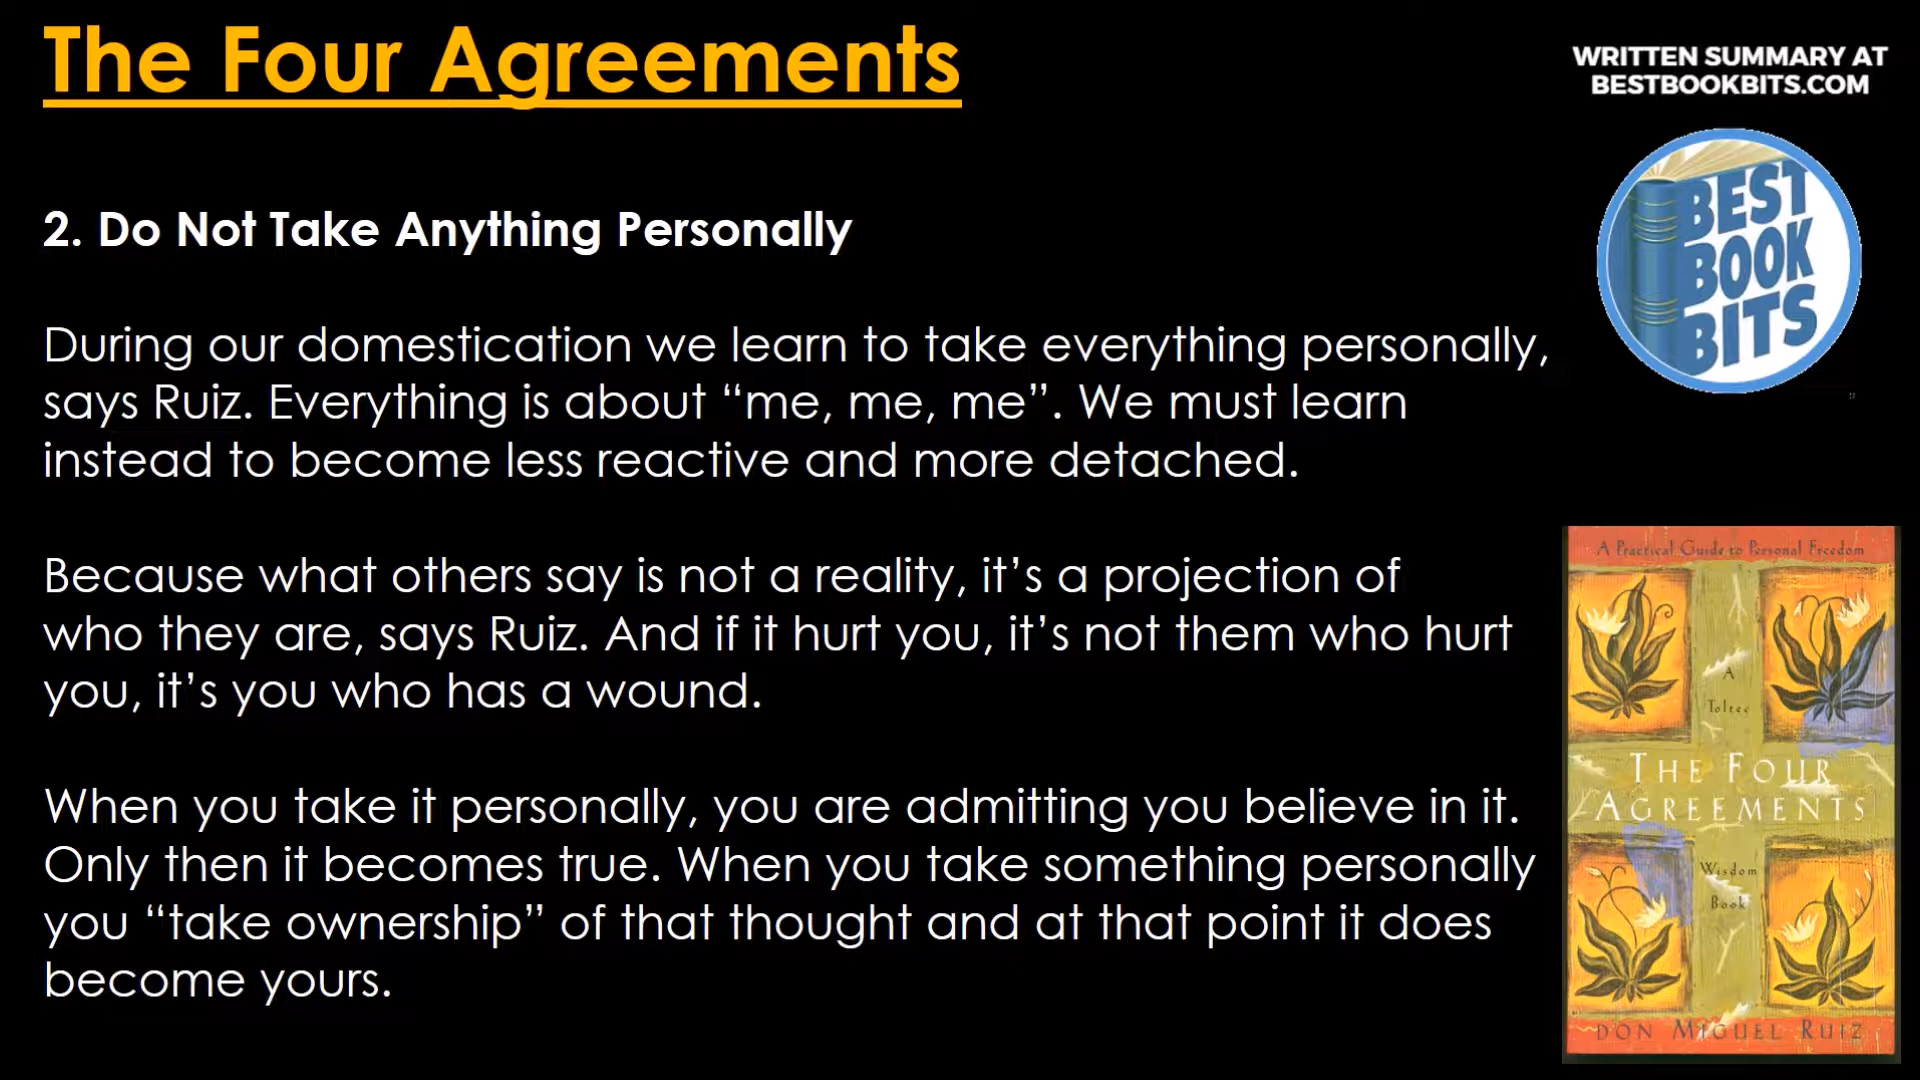 The Four Agreements
WRITTEN SUMMARY AT
BESTBOOKBITS.COM
BEST
BOOK
BITS
2. Do Not Take Anything Personally
During our domestication we learn to take everything personally,
says Ruiz. Everything is about “me, me, me”. We must learn
instead to become less reactive and more detached.
Because what others say is not a reality, it’s a projection of
who they are, says Ruiz. And if it hurt you, it’s not them who hurt
you, it’s you who has a wound.
When you take it personally, you are admitting you believe in it.
Only then it becomes true. When you take something personally
you “take ownership” of that thought and at that point it does
become yours.
A Practical Guide to Personal Freedom
A
Toltec
THE FOUR
AGREEMENTS
Wisdom
Book
DON MIGUEL RUIZ